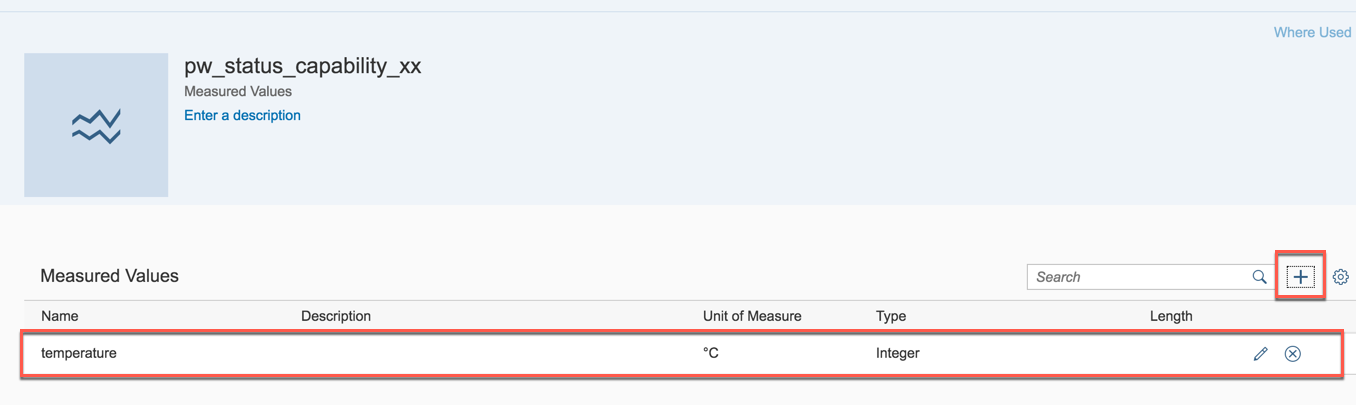 Where Used
pw_status_capability_xx
Measured Values
Enter a description
Measured Values
Search
Name Description Unit of Measure Type Length
temperature °C Integer